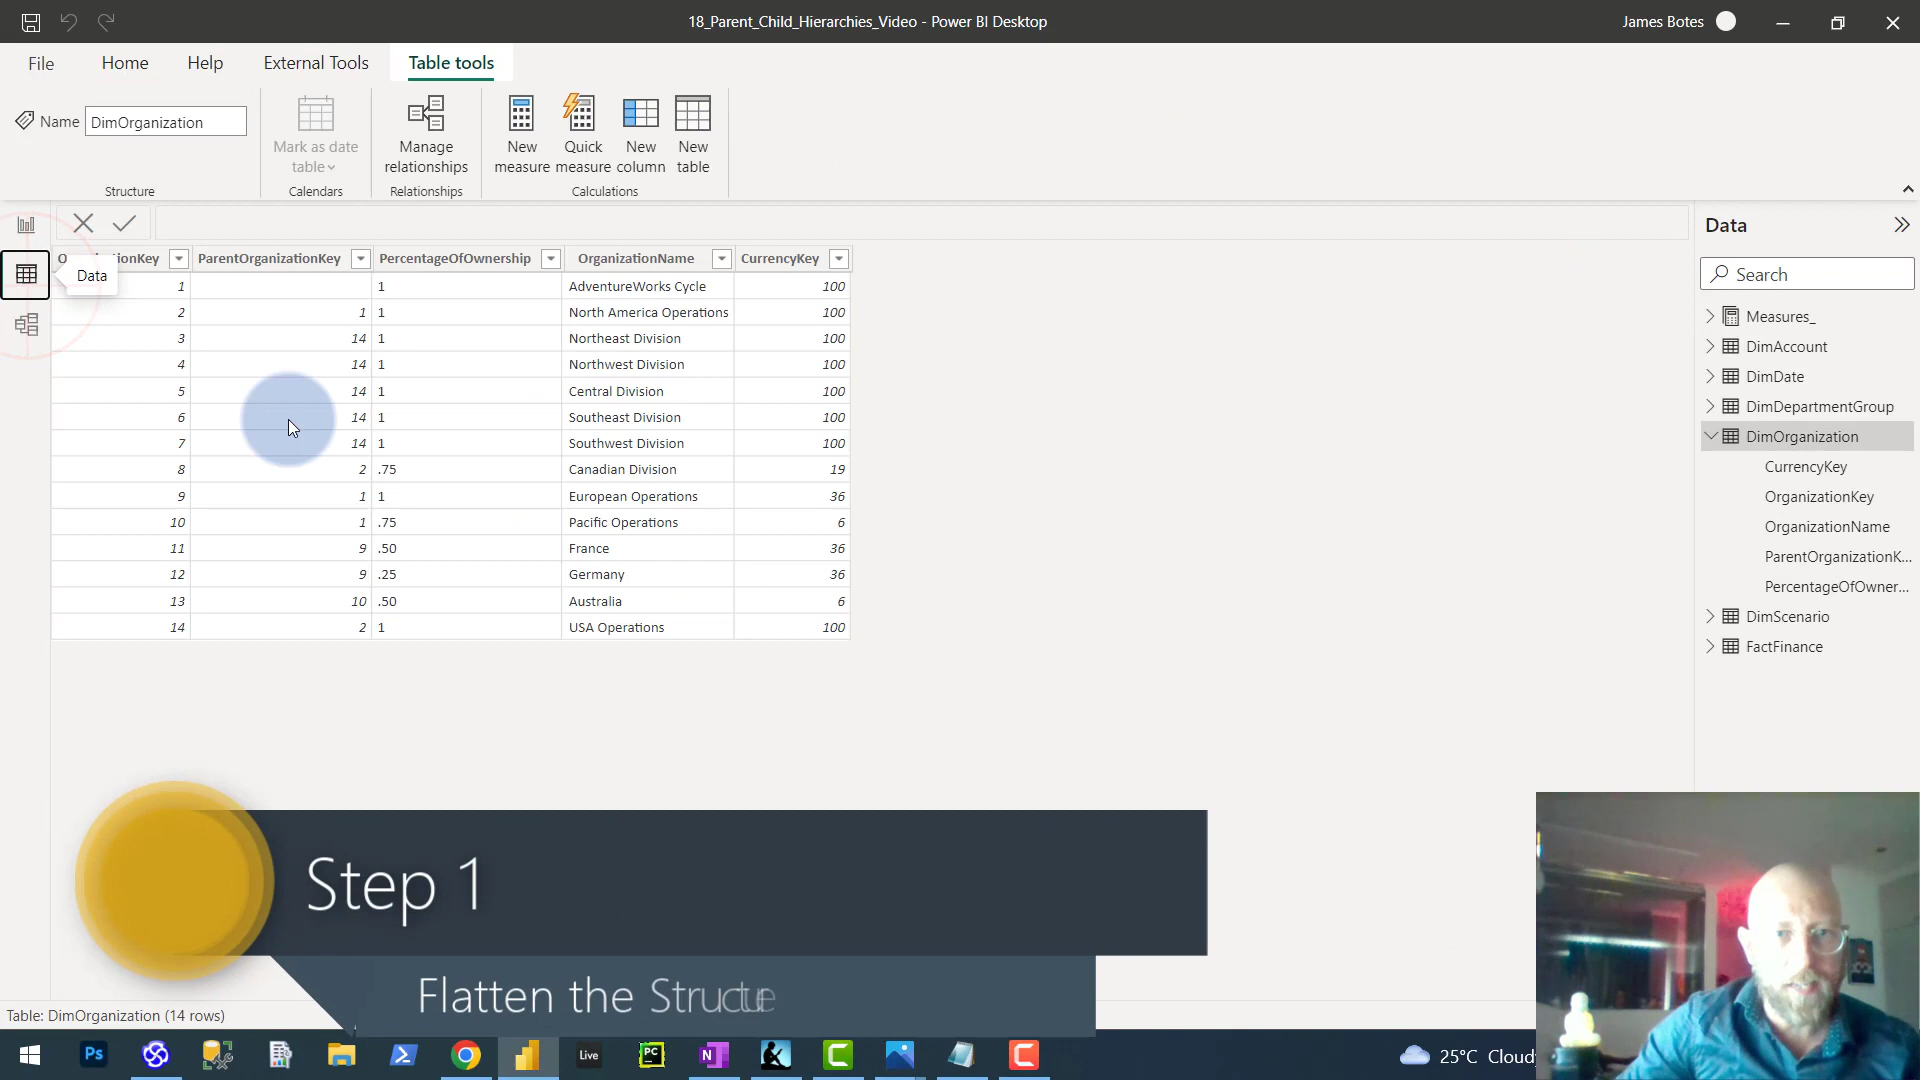 18_Parent_Child_Hierarchies_Video - Power BI Desktop
James Botes
File Home Help External Tools Table tools
Name DimOrganization
Mark as date table
Manage relationships
New measure
Quick measure
New column
New table
Structure Calendars Relationships Calculations
Data
Search
Measures_
DimAccount
DimDate
DimDepartmentGroup
DimOrganization
CurrencyKey
OrganizationKey
OrganizationName
ParentOrganizationK...
PercentageOfOwner...
DimScenario
FactFinance
Data
ParentOrganizationKey PercentageOfOwnership OrganizationName CurrencyKey
1 1 AdventureWorks Cycle 100
2 1 1 North America Operations 100
3 14 1 Northeast Division 100
4 14 1 Northwest Division 100
5 14 1 Central Division 100
6 14 1 Southeast Division 100
7 14 1 Southwest Division 100
8 2 .75 Canadian Division 19
9 1 1 European Operations 36
10 1 .75 Pacific Operations 6
11 9 .50 France 36
12 9 .25 Germany 36
13 10 .50 Australia 6
14 2 1 USA Operations 100
Step 1
Flatten the Structure
Table: DimOrganization (14 rows)
Ps
Live
PC
N
25°C Cloudy